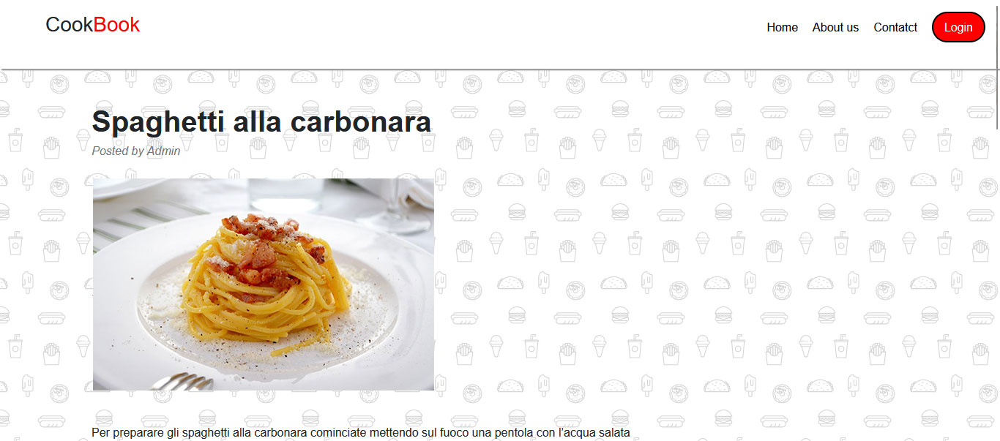 CookBook
Home About us Contatct Login
Spaghetti alla carbonara
Posted by Admin
Per preparare gli spaghetti alla carbonara cominciate mettendo sul fuoco una pentola con l’acqua salata